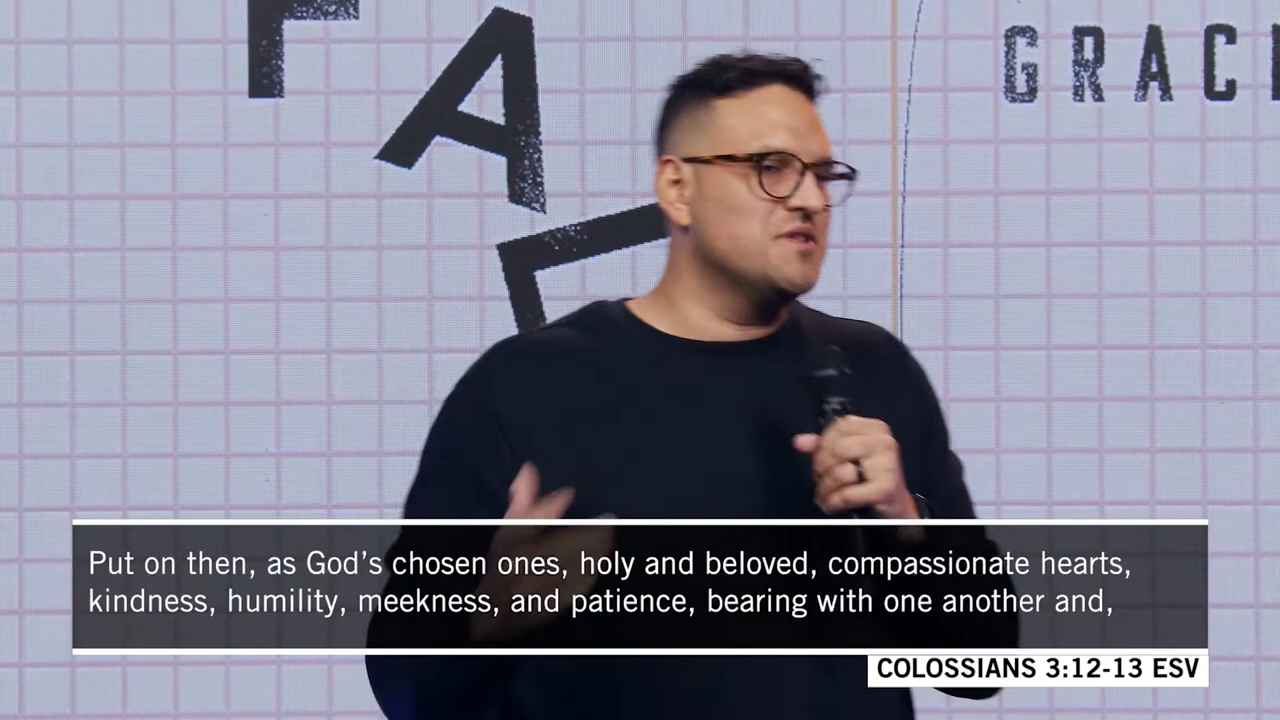 GRAC
Put on then, as God's chosen ones, holy and beloved, compassionate hearts,
kindness, humility, meekness, and patience, bearing with one another and,
COLOSSIANS 3:12-13 ESV